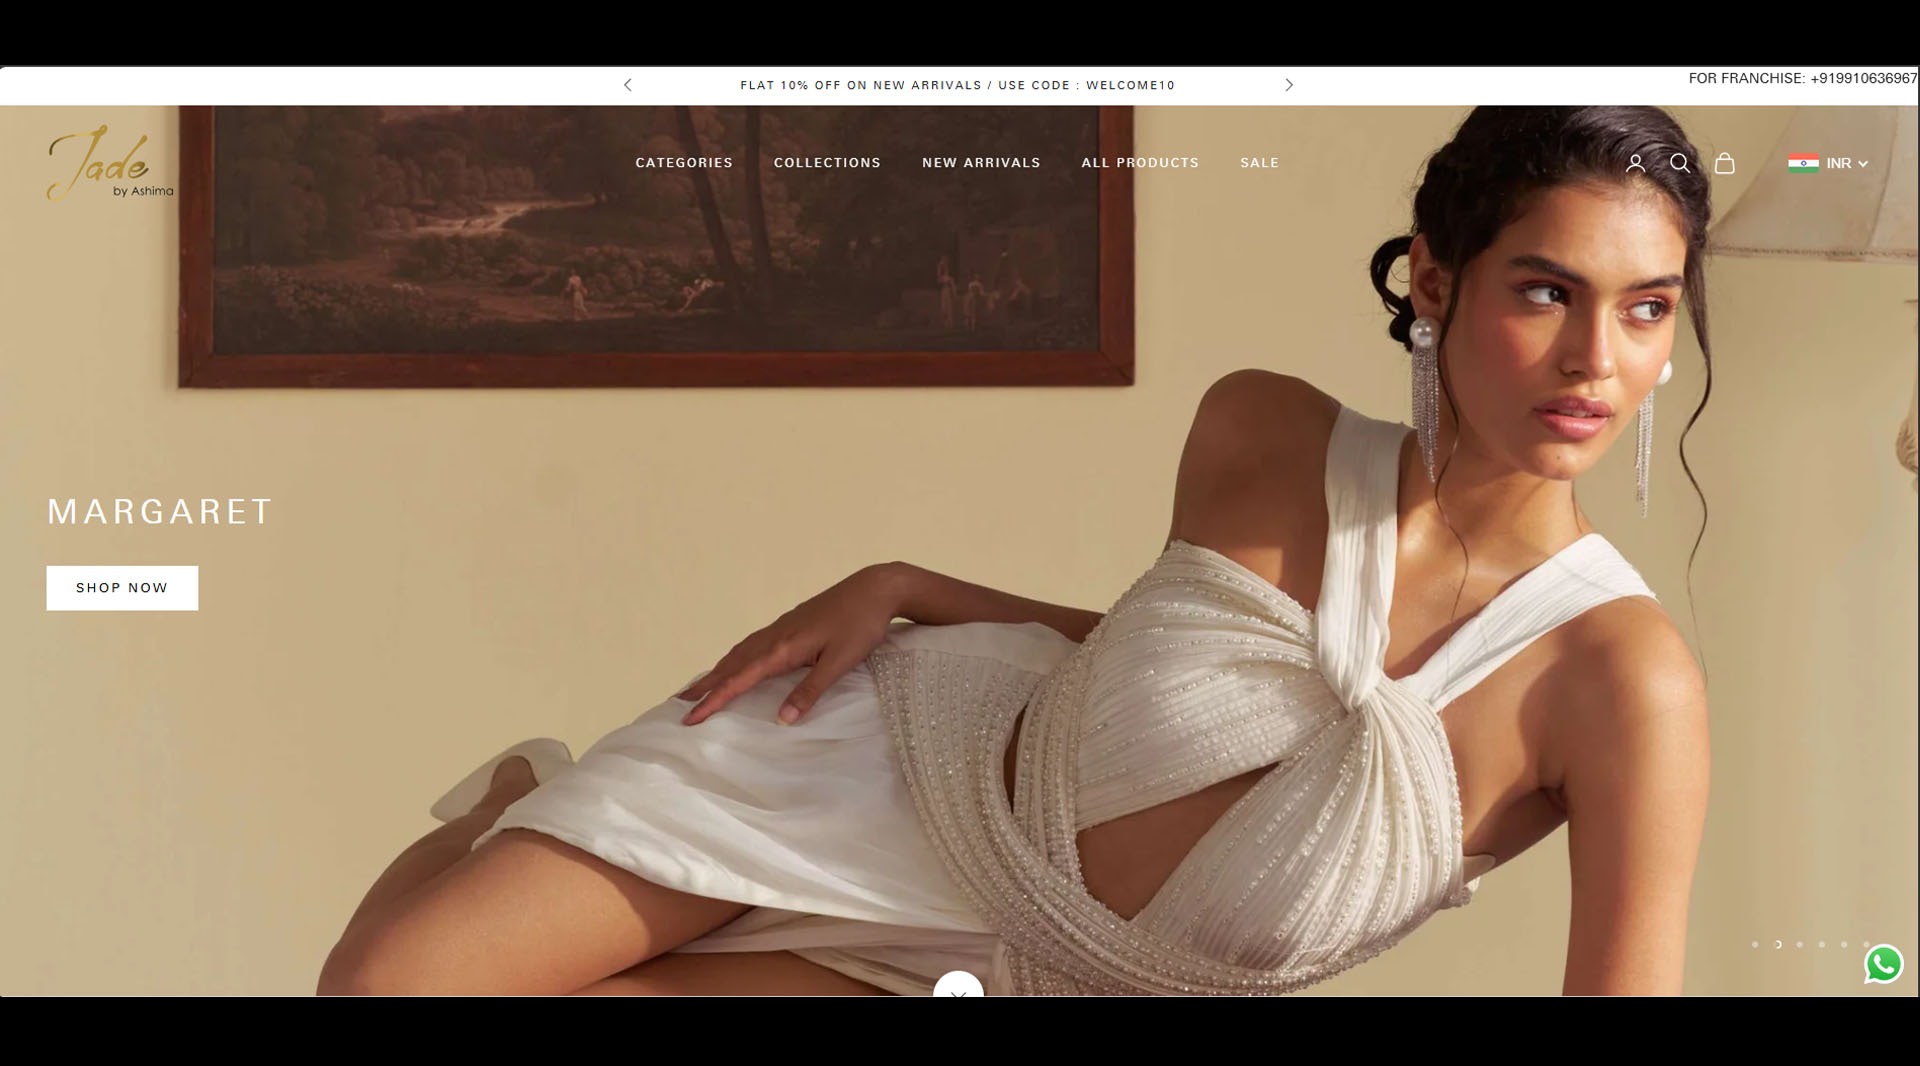 FLAT 10% OFF ON NEW ARRIVALS / USE CODE : WELCOME10
FOR FRANCHISE: +919910636967
Jade
by Ashima
CATEGORIES
COLLECTIONS
NEW ARRIVALS
ALL PRODUCTS
SALE
INR
MARGARET
SHOP NOW